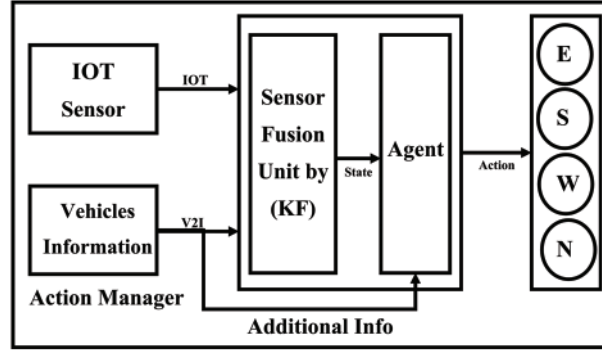 IOT
Sensor
IOT
Vehicles
Information
V2I
Action Manager
Additional Info
Sensor
Fusion
Unit by
(KF)
State
Agent
Action
E
S
W
N